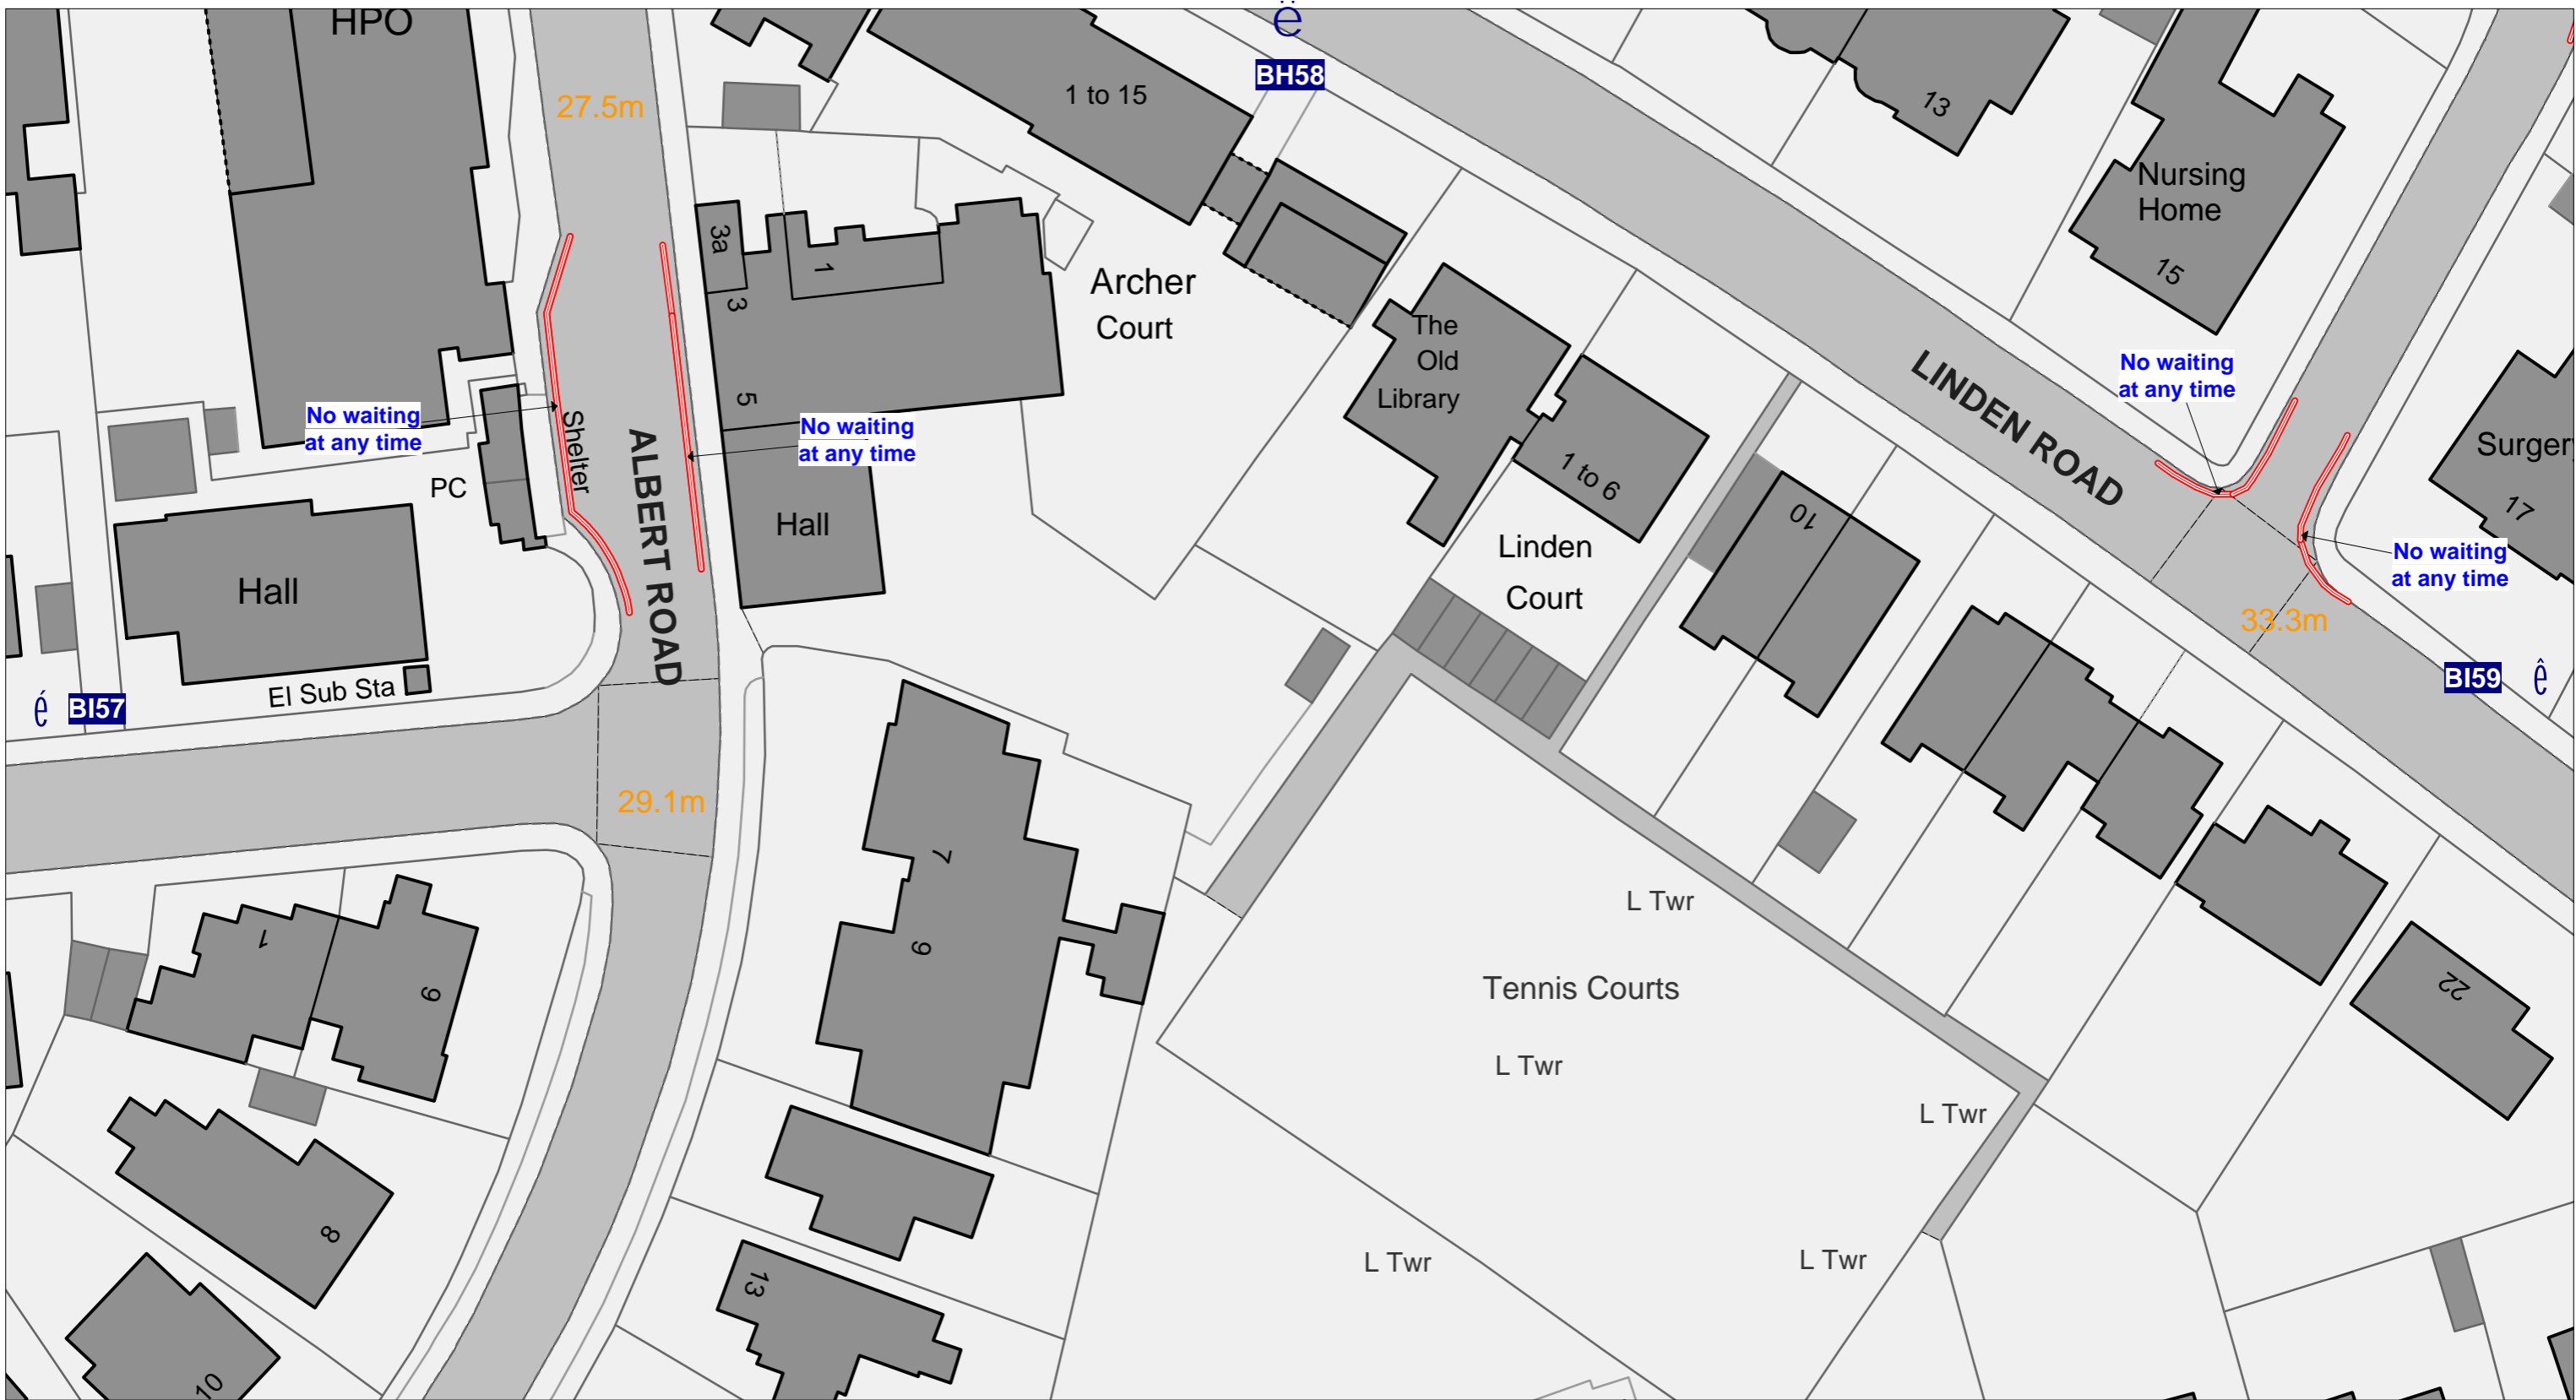 HPO
27.5m
ë
BH58
1 to 15
13
Nursing
Home
15
3a
1
3
5
Archer
Court
The
Old
Library
1 to 6
LINDEN ROAD
No waiting
at any time
No waiting
at any time
Shelter
ALBERT ROAD
No waiting
at any time
PC
Hall
Hall
El Sub Sta
é
BI57
29.1m
Linden
Court
10
17
No waiting
at any time
33.3m
BI59
ê
7
9
1
6
8
10
13
L Twr
Tennis Courts
L Twr
L Twr
L Twr
L Twr
22